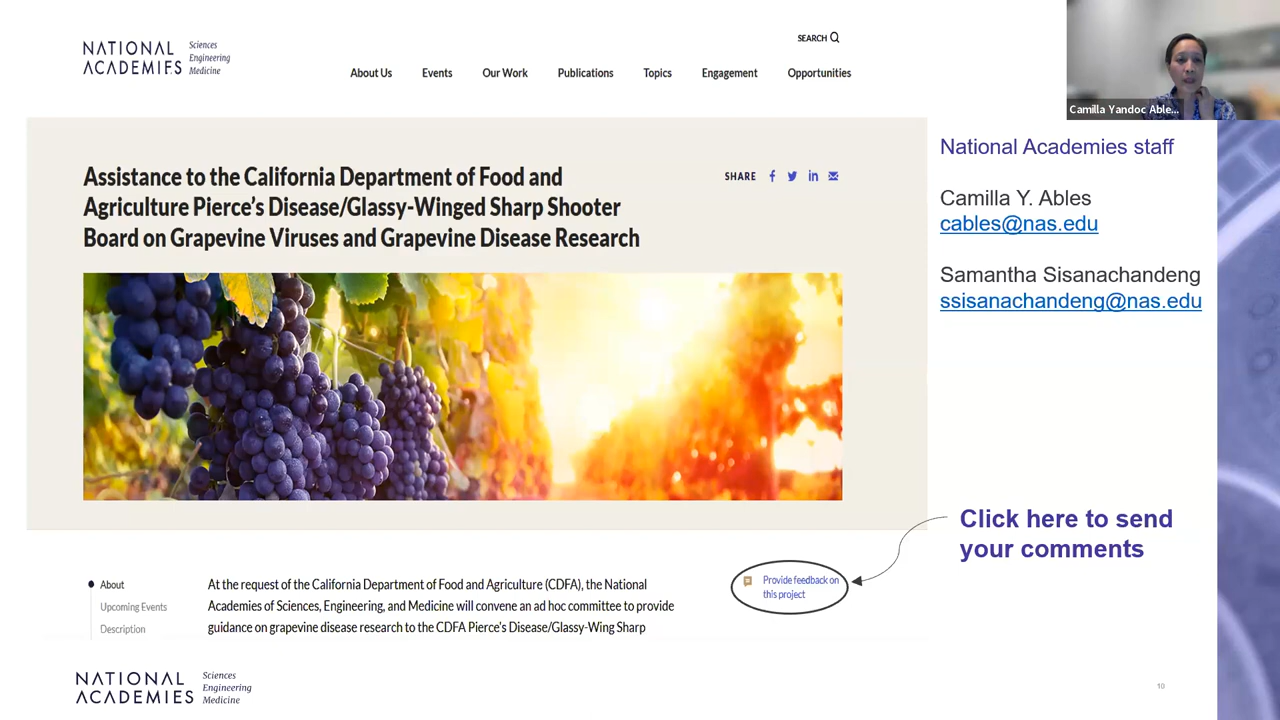 NATIONAL
ACADEMIES
Sciences
Engineering
Medicine
SEARCH
About Us
Events
Our Work
Publications
Topics
Engagement
Opportunities
Camilla Yandoc Able...
Assistance to the California Department of Food and
Agriculture Pierce's Disease/Glassy-Winged Sharp Shooter
Board on Grapevine Viruses and Grapevine Disease Research
SHARE
National Academies staff
Camilla Y. Ables
cables@nas.edu
Samantha Sisanachandeng
ssisanachandeng@nas.edu
Click here to send
your comments
About
Upcoming Events
Description
At the request of the California Department of Food and Agriculture (CDFA), the National
Academies of Sciences, Engineering, and Medicine will convene an ad hoc committee to provide
guidance on grapevine disease research to the CDFA Pierce's Disease/Glassy-Wing Sharp
Provide feedback on
this project
NATIONAL
ACADEMIES
Sciences
Engineering
Medicine
10